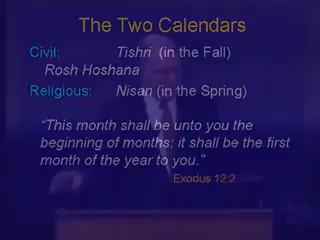 The Two Calendars
Civil: Tishri (in the Fall)
Rosh Hoshana
Religious: Nisan (in the Spring)
“This month shall be unto you the
beginning of months: it shall be the first
month of the year to you.”
Exodus 12:2